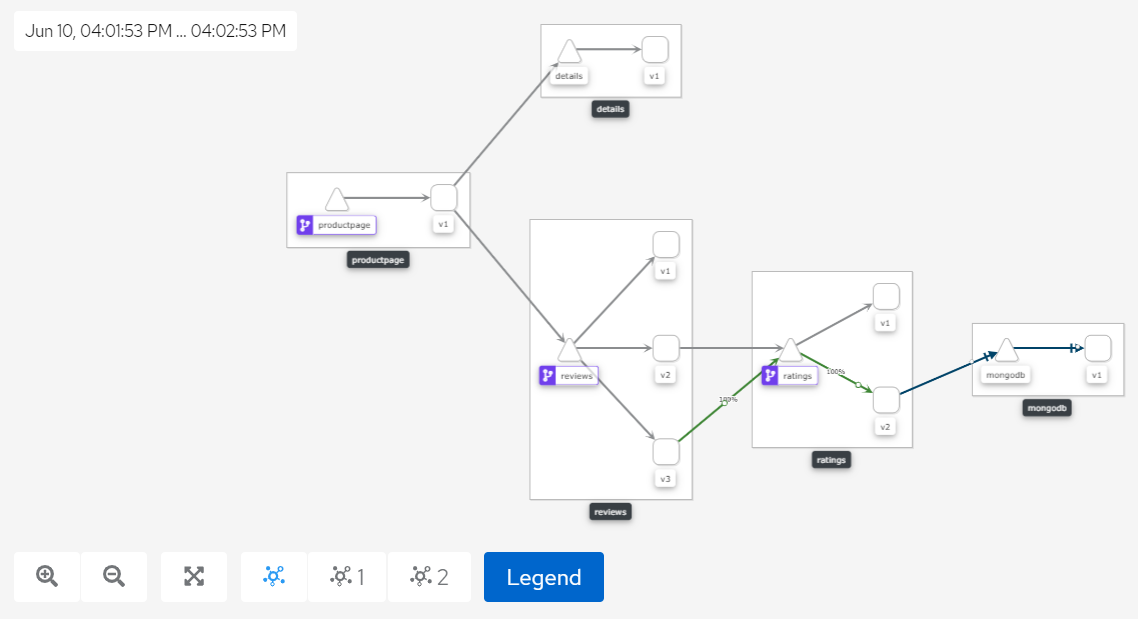 Jun 10, 04:01:53 PM ... 04:02:53 PM
details
v1
details
productpage
v1
productpage
v1
reviews
v2
v3
reviews
100%
v1
ratings
100%
v2
ratings
mongodb
v1
mongodb
1
2
Legend